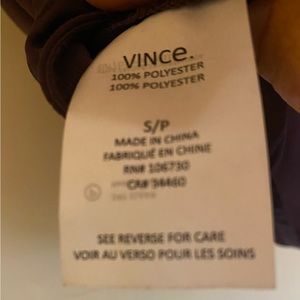 VINCE.
100% POLYESTER
100% POLYESTER
S/P
MADE IN CHINA
FABRIQUÉ EN CHINE
RN# 106730
CA# 54460
SEE REVERSE FOR CARE
VOIR AU VERSO POUR LES SOINS